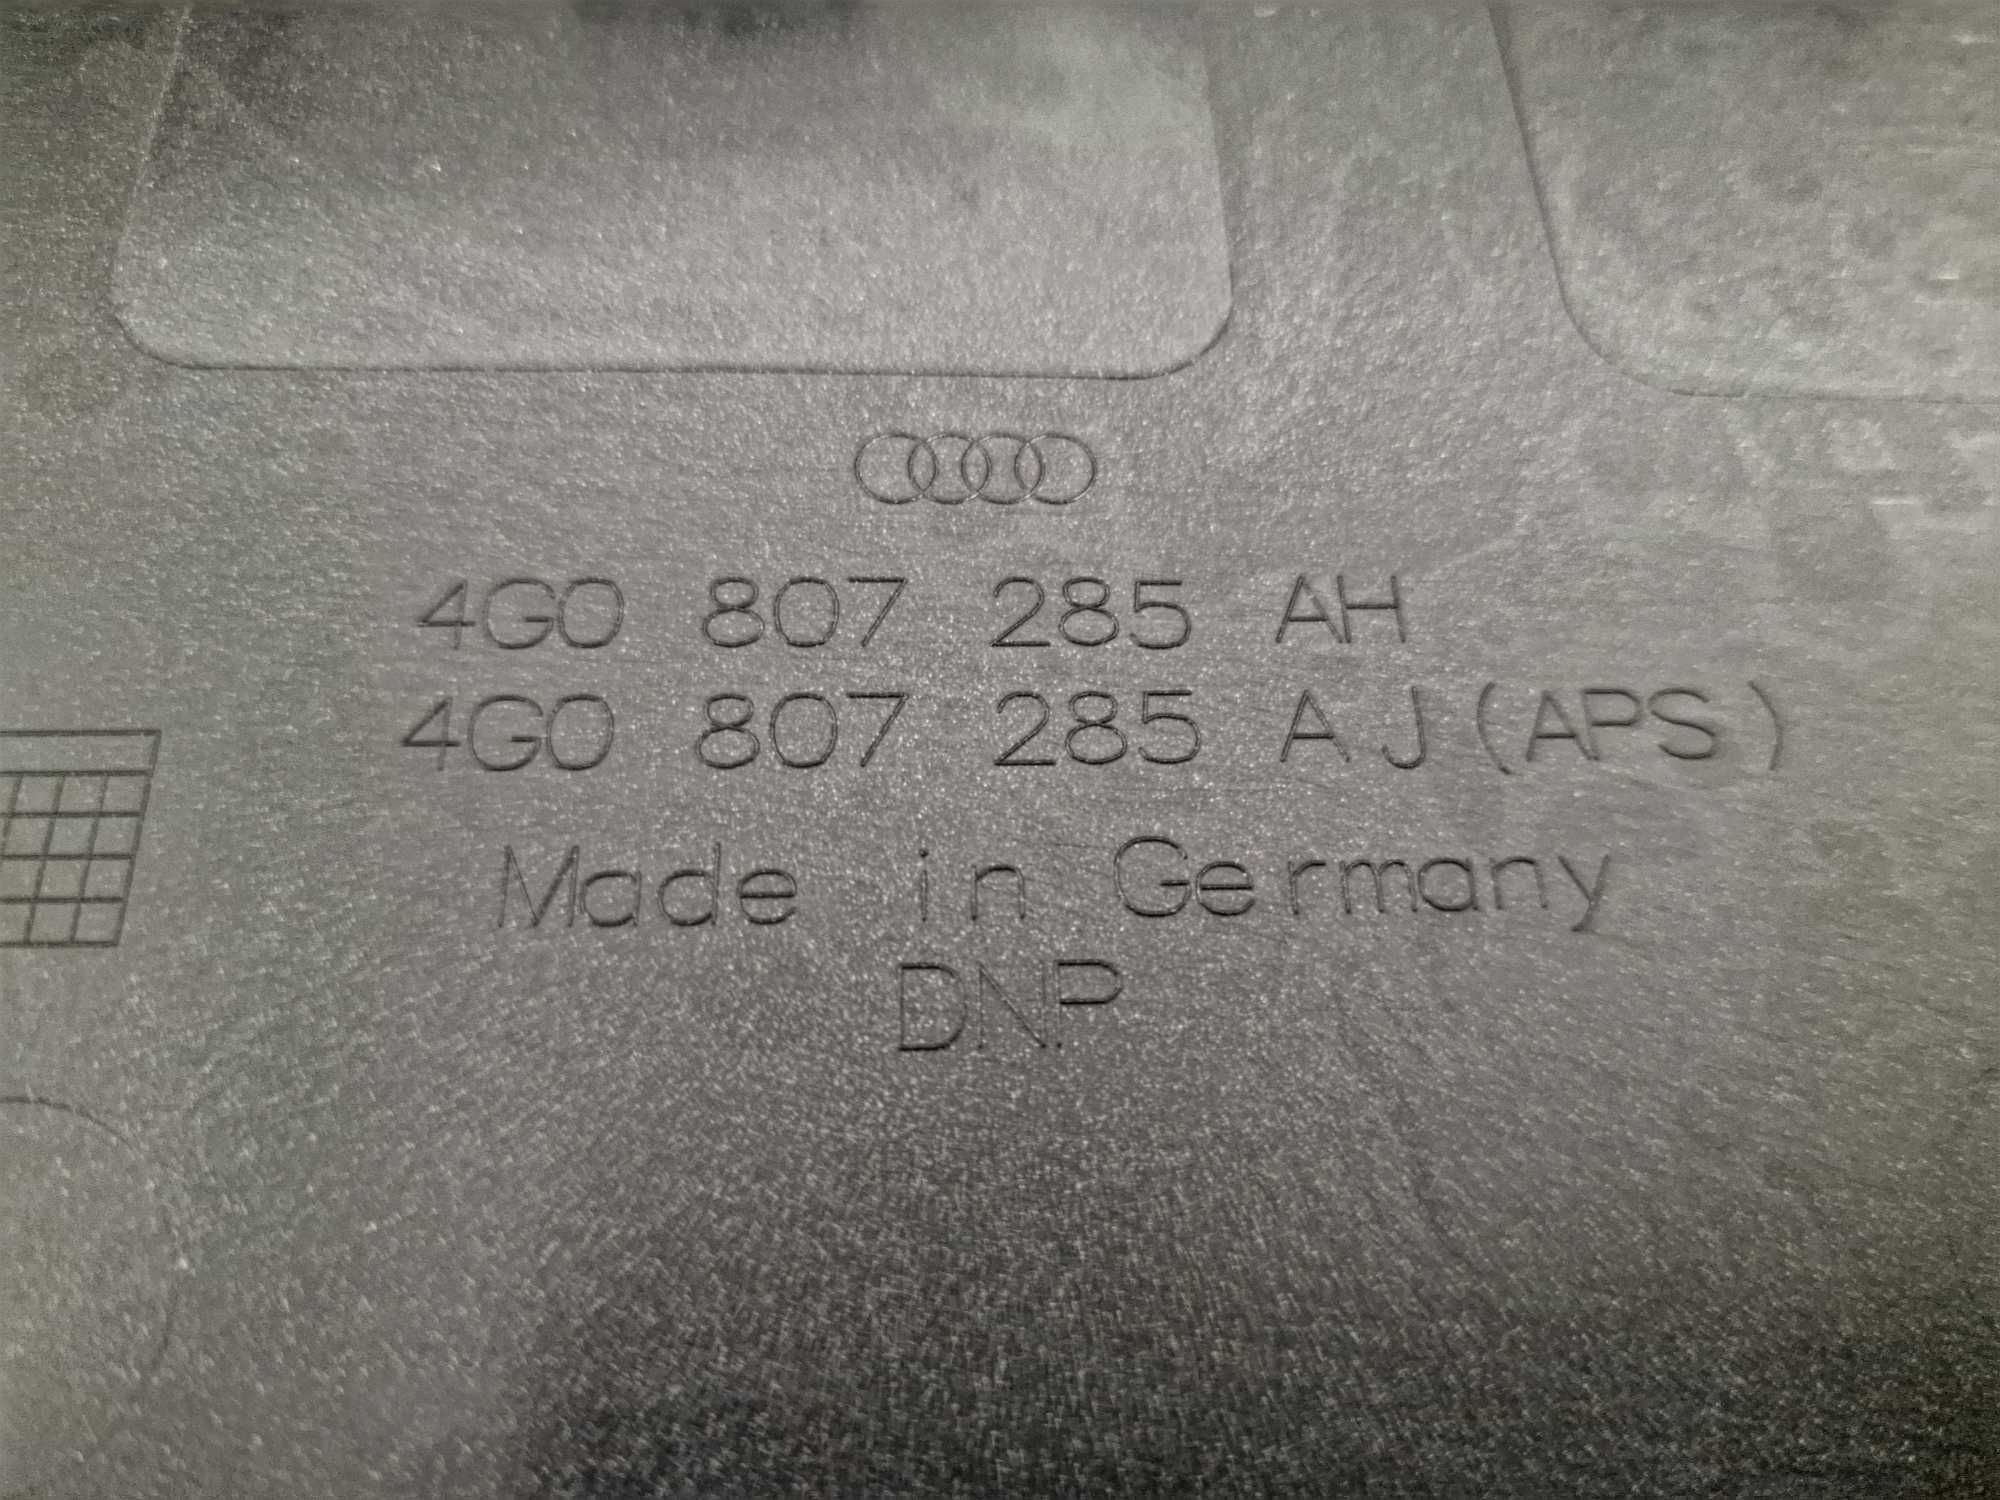 4G0 807 285 AH
4G0 807 285 AJ (APS)
Made in Germany
DNP